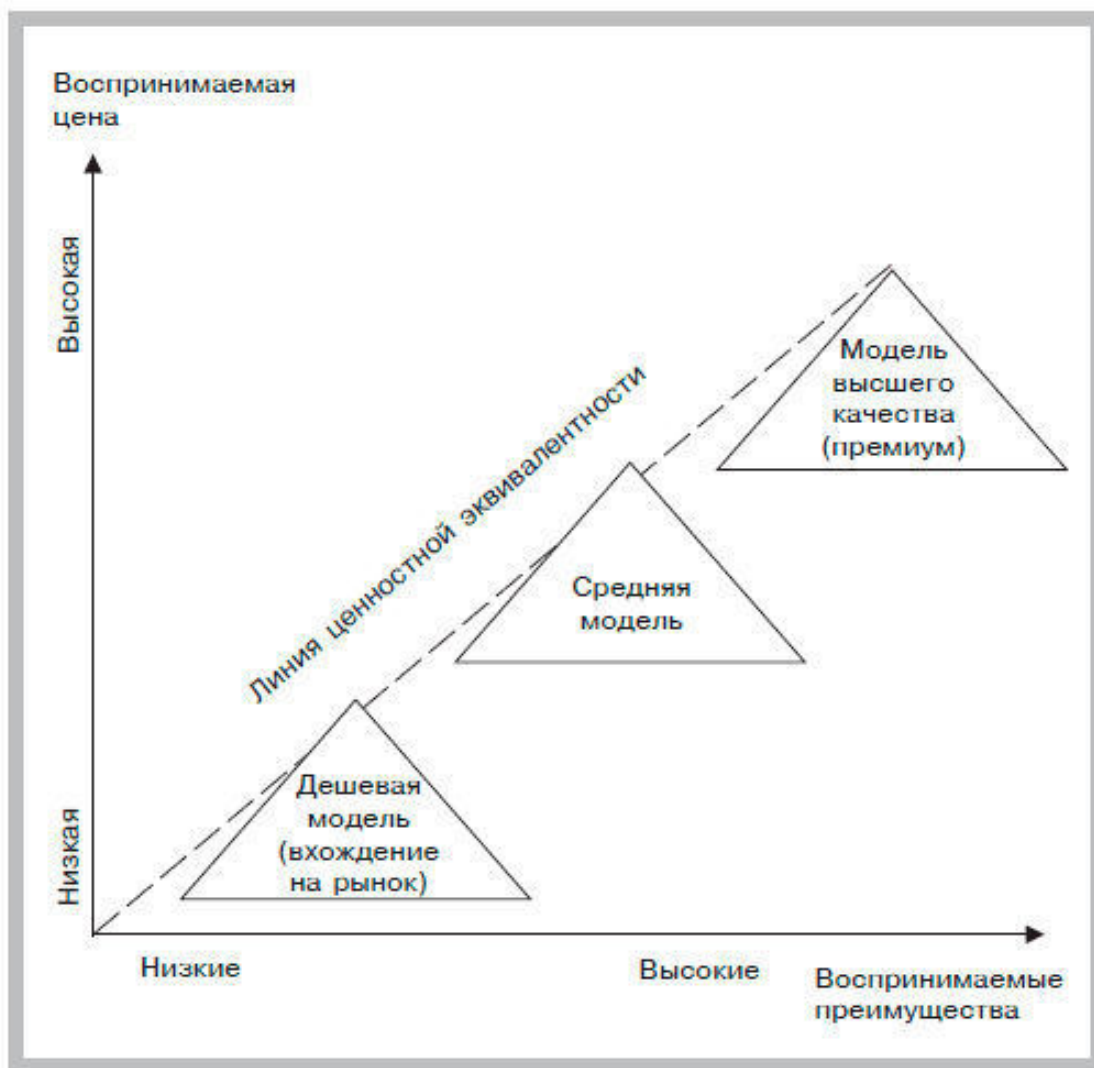 Воспринимаемая
цена
Высокая
Низкая
Линия ценностной эквивалентности
Модель
высшего
качества
(премиум)
Средняя
модель
Дешевая
модель
(вхождение
на рынок)
Низкие
Высокие
Воспринимаемые
преимущества